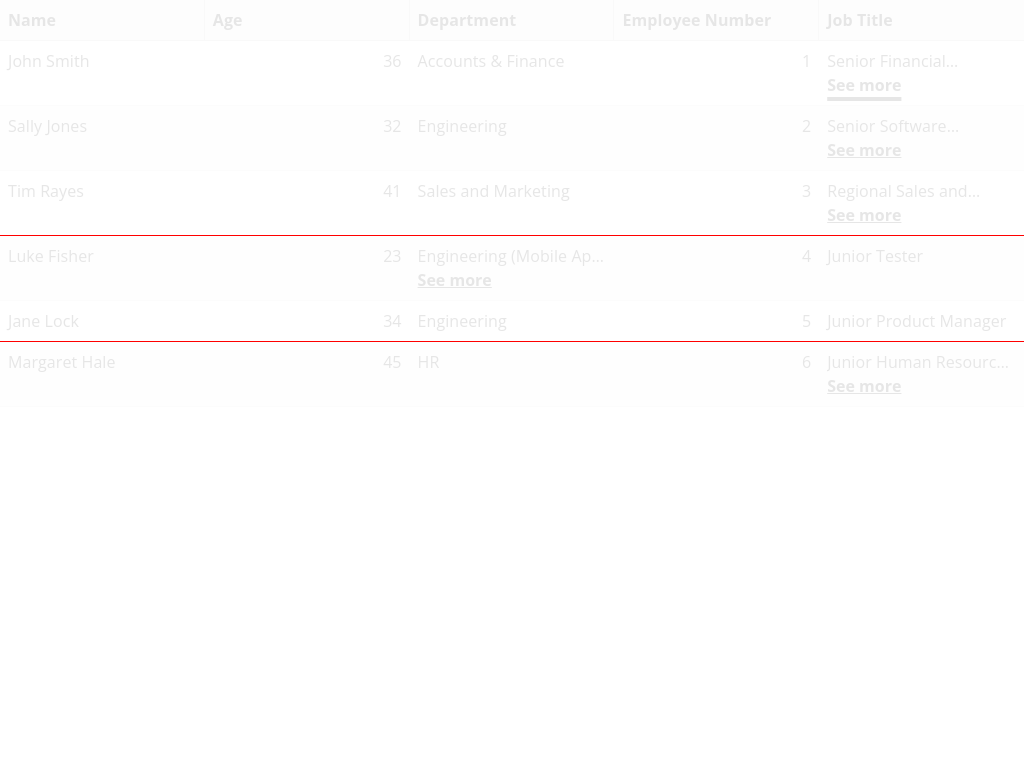 Name Age Department Employee Number Job Title
John Smith 36 Accounts & Finance 1 Senior Financial...
See more
Sally Jones 32 Engineering 2 Senior Software...
See more
Tim Rayes 41 Sales and Marketing 3 Regional Sales and...
See more
Luke Fisher 23 Engineering (Mobile Ap... 4 Junior Tester
See more
Jane Lock 34 Engineering 5 Junior Product Manager
Margaret Hale 45 HR 6 Junior Human Resourc...
See more